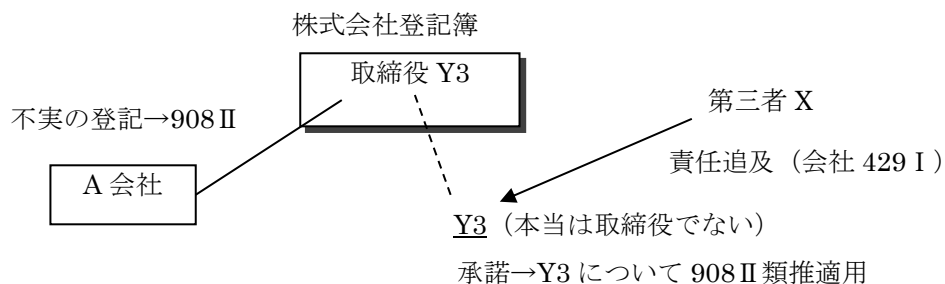 株式会社登記簿
取締役 Y3
不実の登記→908Ⅱ
第三者 X
責任追及（会社 429Ⅰ）
A 会社
Y3（本当は取締役でない）
承諾→Y3 について 908Ⅱ類推適用